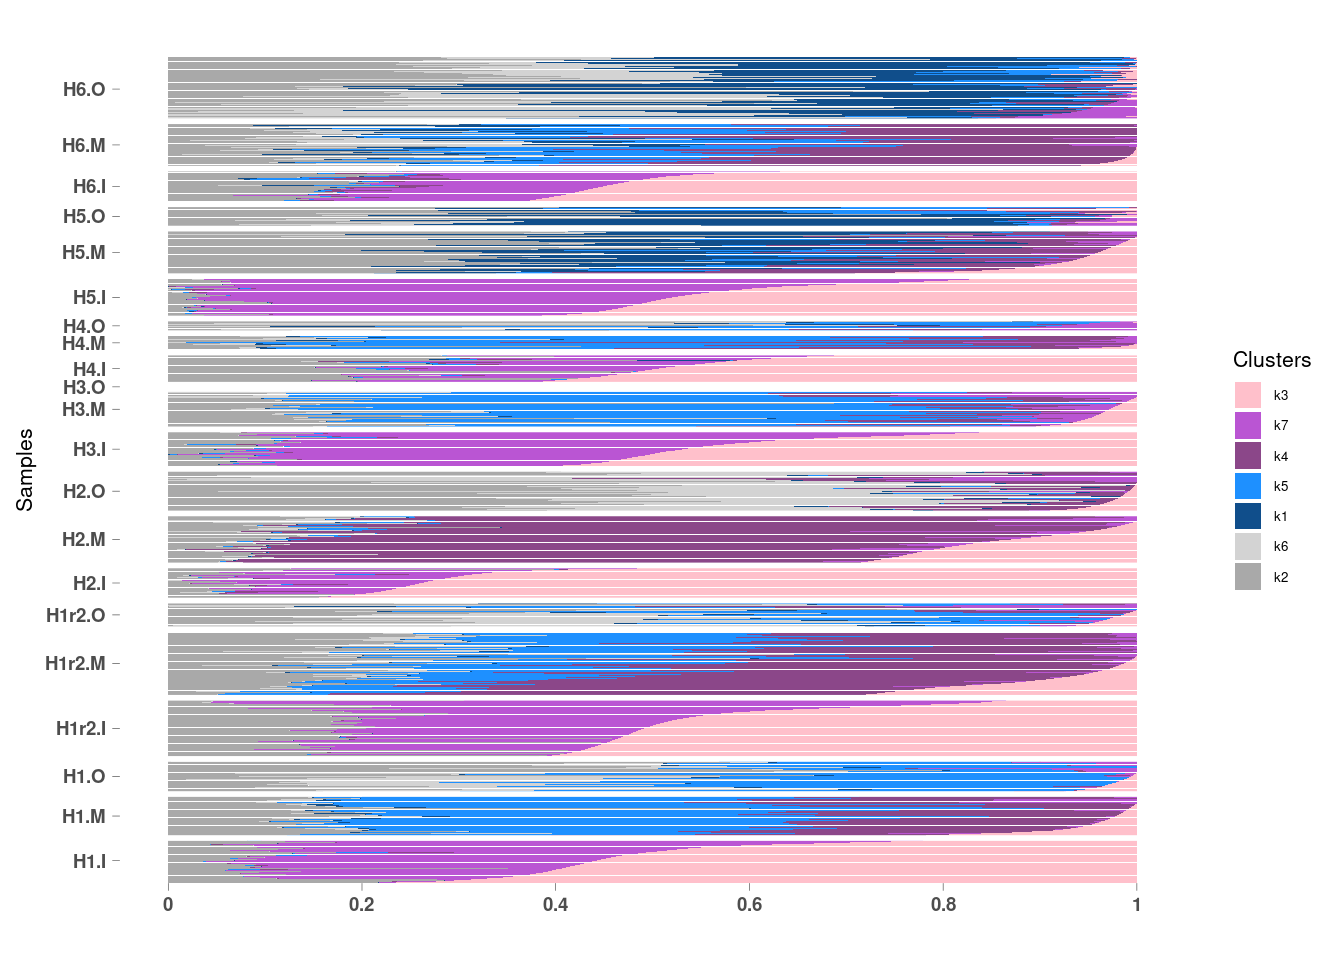 Samples
H6.O
H6.M
H6.I
H5.O
H5.M
H5.I
H4.O
H4.M
H4.I
H3.O
H3.M
H3.I
H2.O
H2.M
H2.I
H1r2.O
H1r2.M
H1r2.I
H1.O
H1.M
H1.I
0 0.2 0.4 0.6 0.8 1
Clusters
k3
k7
k4
k5
k1
k6
k2